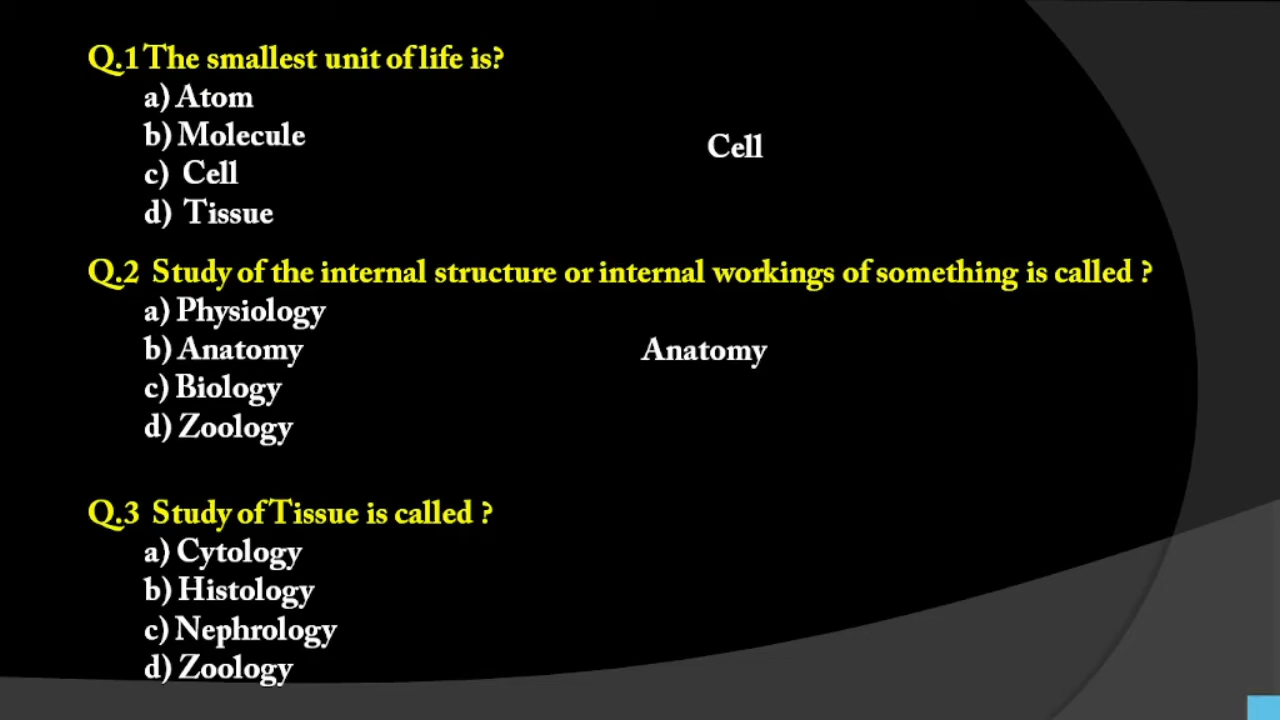 Q.1 The smallest unit of life is?
a) Atom
b) Molecule
Cell
c) Cell
d) Tissue
Q.2 Study of the internal structure or internal workings of something is called ?
a) Physiology
b) Anatomy
Anatomy
c) Biology
d) Zoology
Q.3 Study of Tissue is called ?
a) Cytology
b) Histology
c) Nephrology
d) Zoology